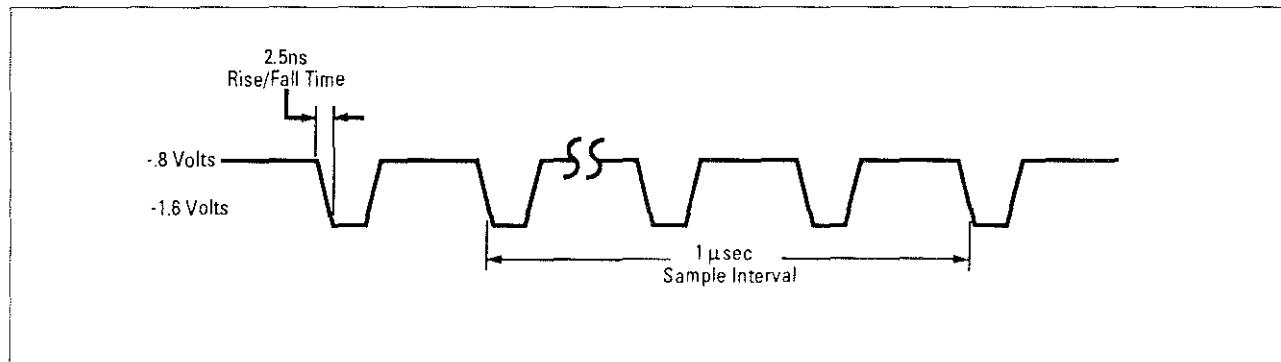 2.5ns
Rise/Fall Time
-.8 Volts
-1.6 Volts
1 μsec
Sample Interval